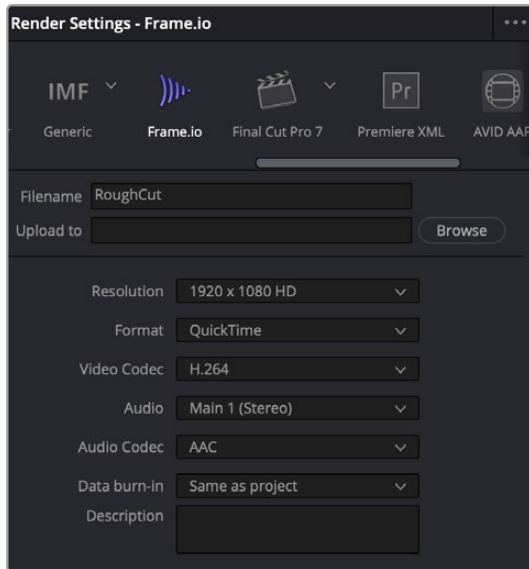 Render Settings - Frame.io
IMF
Pr
Generic
Frame.io
Final Cut Pro 7
Premiere XML
AVID AAF
Filename RoughCut
Upload to Browse
Resolution 1920 x 1080 HD
Format QuickTime
Video Codec H.264
Audio Main 1 (Stereo)
Audio Codec AAC
Data burn-in Same as project
Description